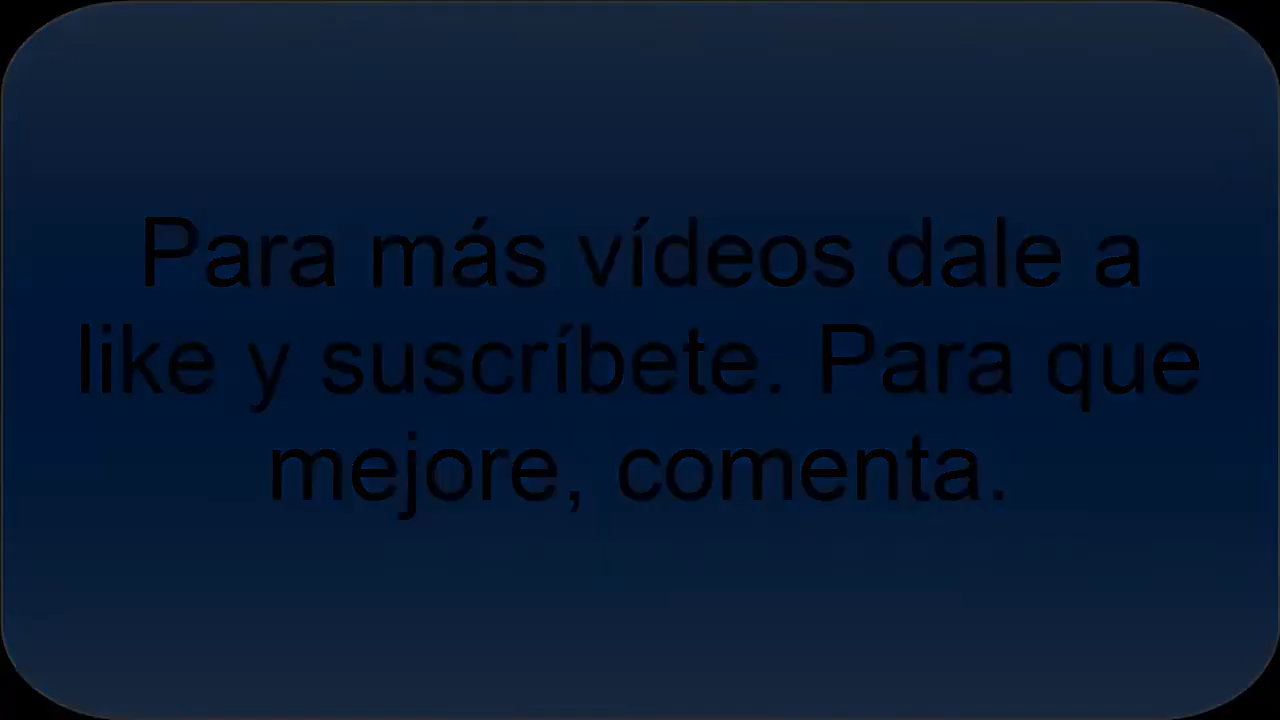 Para más vídeos dale a
like y suscríbete. Para que
mejore, comenta.